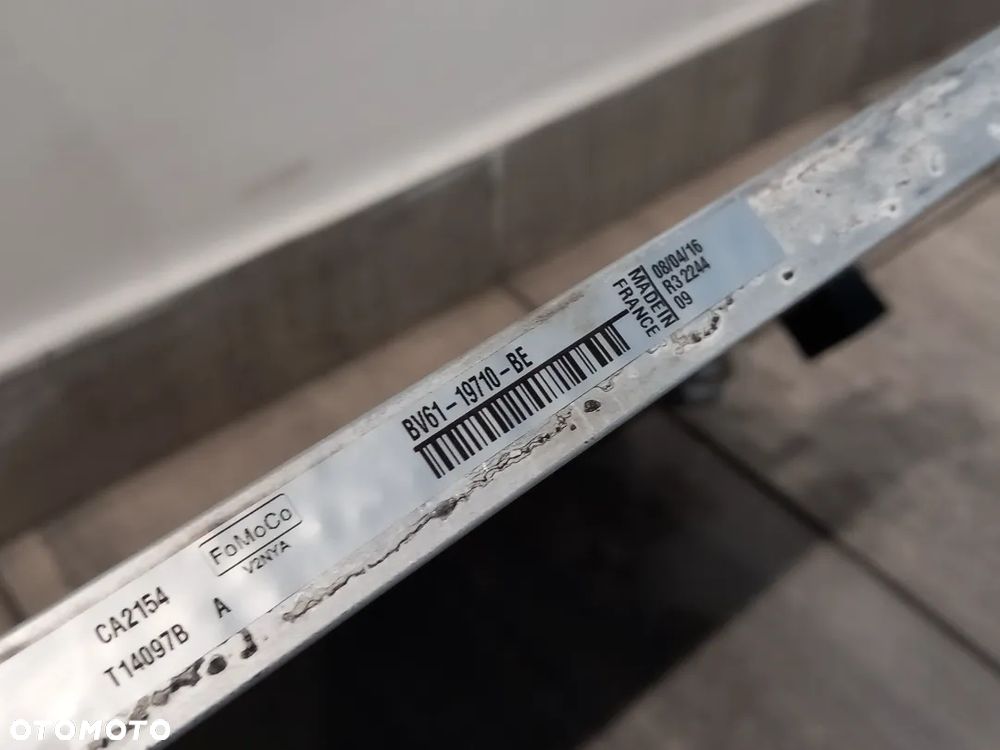 CA2154
T14097B A
FoMoCo
V2NYA
BV61-19710-BE
MADE IN
FRANCE
08/04/16
R3 2244
09
OTOMOTO